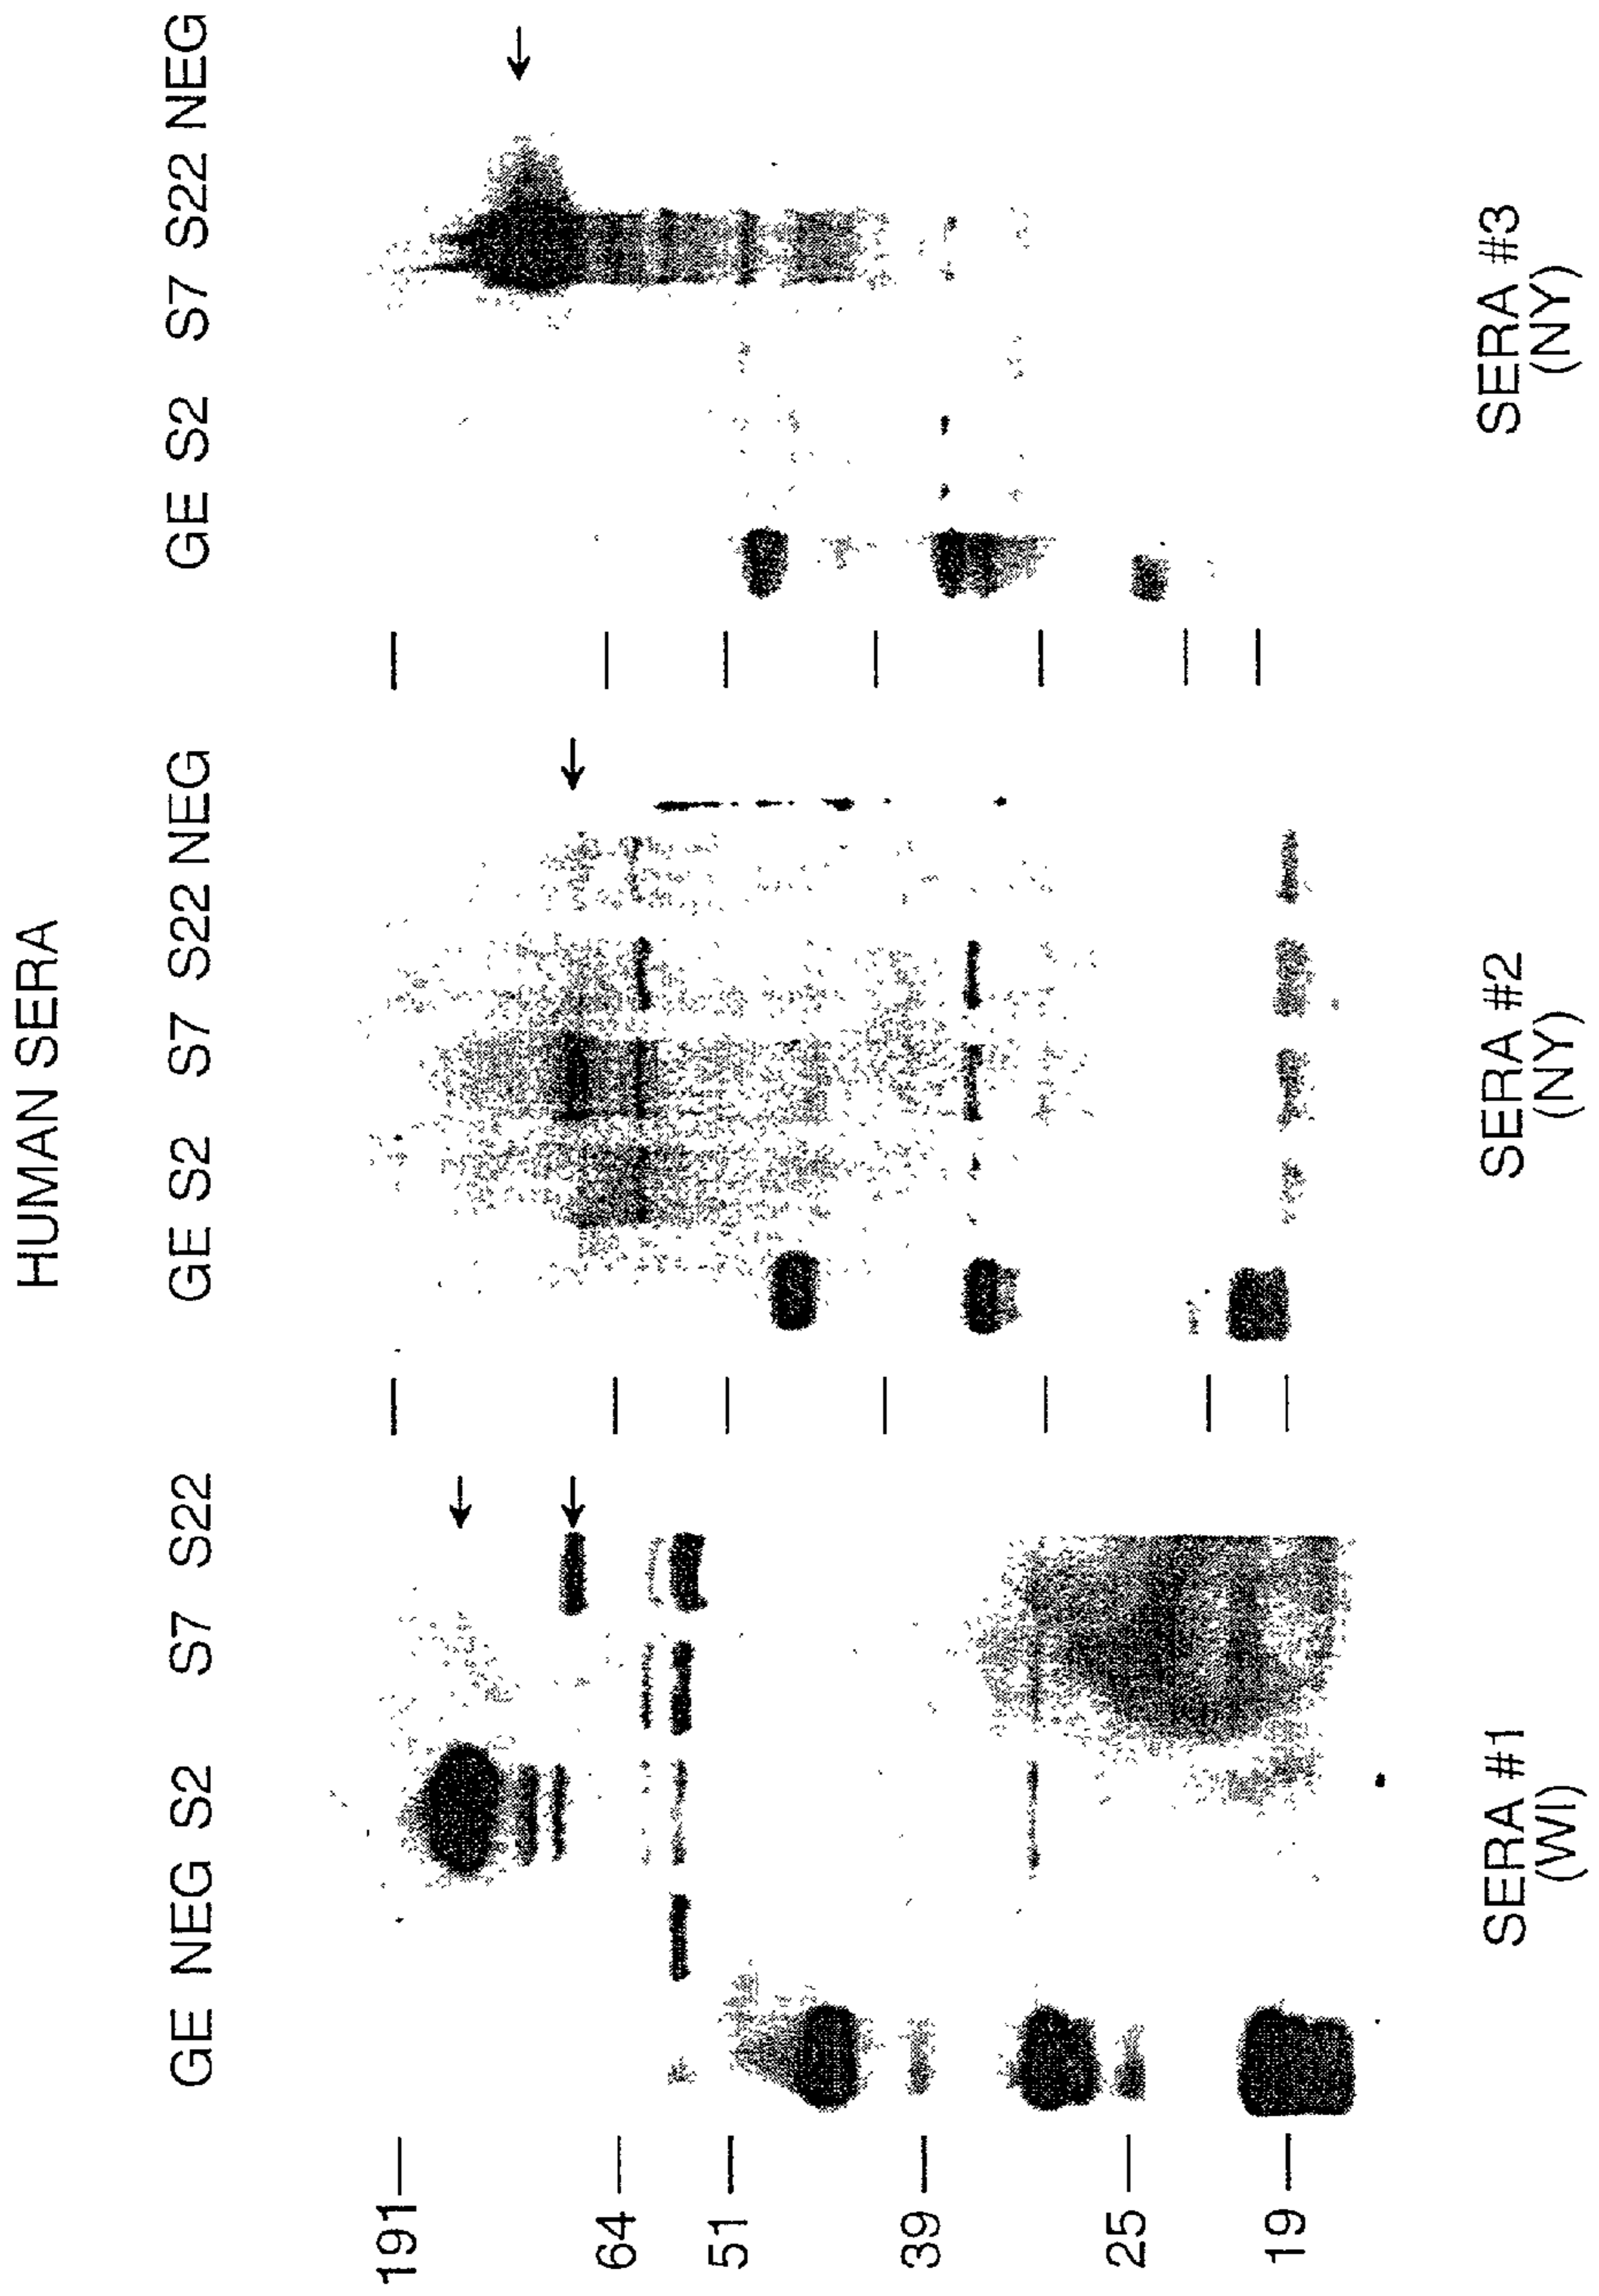 HUMAN SERA
GE NEG S2 S7 S22
GE S2 S7 S22 NEG
GE S2 S7 S22 NEG
191
64
51
39
25
19
SERA #1
(WI)
SERA #2
(NY)
SERA #3
(NY)